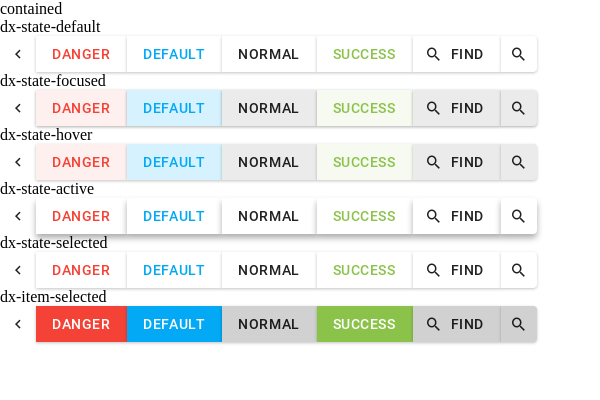 contained
dx-state-default
DANGER DEFAULT NORMAL SUCCESS FIND
dx-state-focused
DANGER DEFAULT NORMAL SUCCESS FIND
dx-state-hover
DANGER DEFAULT NORMAL SUCCESS FIND
dx-state-active
DANGER DEFAULT NORMAL SUCCESS FIND
dx-state-selected
DANGER DEFAULT NORMAL SUCCESS FIND
dx-item-selected
DANGER DEFAULT NORMAL SUCCESS FIND